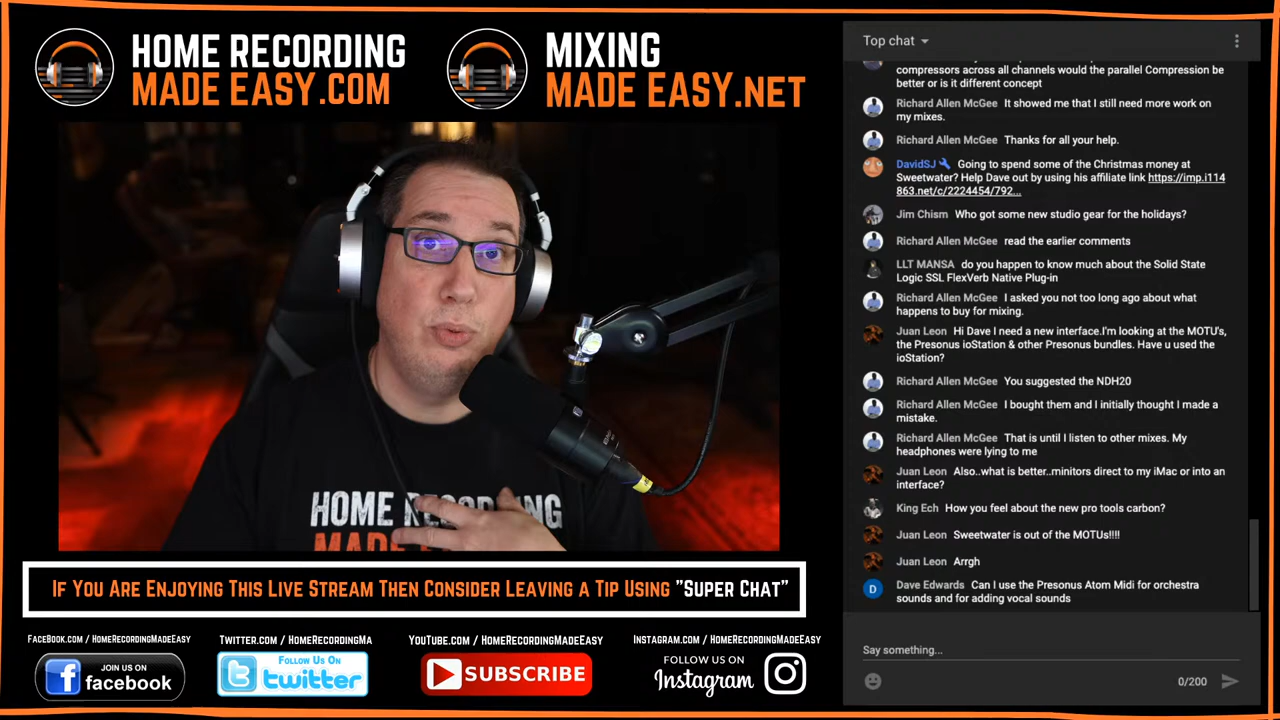 HOME RECORDING
MADE EASY.COM
MIXING
MADE EASY.NET
HOME RECORDING
MADE
IF YOU ARE ENJOYING THIS LIVE STREAM THEN CONSIDER LEAVING A TIP USING "SUPER CHAT"
FACEBOOK.COM / HOMERECORDINGMADEEASY
JOIN US ON
facebook
TWITTER.COM / HOMERECORDINGMA
FOLLOW US ON
twitter
YOUTUBE.COM / HOMERECORDINGMADEEASY
SUBSCRIBE
INSTAGRAM.COM / HOMERECORDINGMADEEASY
FOLLOW US ON
Instagram
Top chat
compressors across all channels would the parallel Compression be
better or is it different concept
Richard Allen McGee It showed me that I still need more work on
my mixes.
Richard Allen McGee Thanks for all your help.
DavidSJ Going to spend some of the Christmas money at
Sweetwater? Help Dave out by using his affiliate link https://imp.i114
863.net/c/2224454/792...
Jim Chism Who got some new studio gear for the holidays?
Richard Allen McGee read the earlier comments
LLT MANSA do you happen to know much about the Solid State
Logic SSL FlexVerb Native Plug-in
Richard Allen McGee I asked you not too long ago about what
happens to buy for mixing.
Juan Leon Hi Dave I need a new interface.I'm looking at the MOTU's,
the Presonus ioStation & other Presonus bundles. Have u used the
ioStation?
Richard Allen McGee You suggested the NDH20
Richard Allen McGee I bought them and I initially thought I made a
mistake.
Richard Allen McGee That is until I listen to other mixes. My
headphones were lying to me
Juan Leon Also..what is better..minitors direct to my iMac or into an
interface?
King Ech How you feel about the new pro tools carbon?
Juan Leon Sweetwater is out of the MOTUs!!!!
Juan Leon Arrgh
D
Dave Edwards Can I use the Presonus Atom Midi for orchestra
sounds and for adding vocal sounds
Say something...
0/200